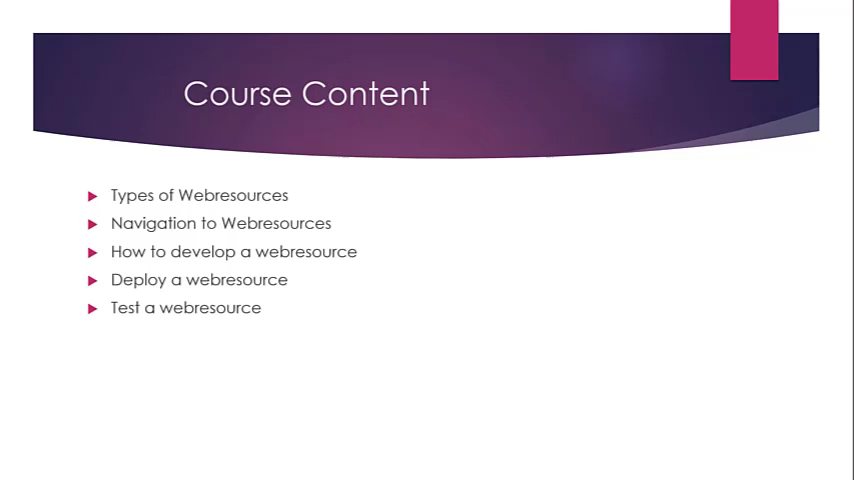 Course Content
Types of Webresources
Navigation to Webresources
How to develop a webresource
Deploy a webresource
Test a webresource